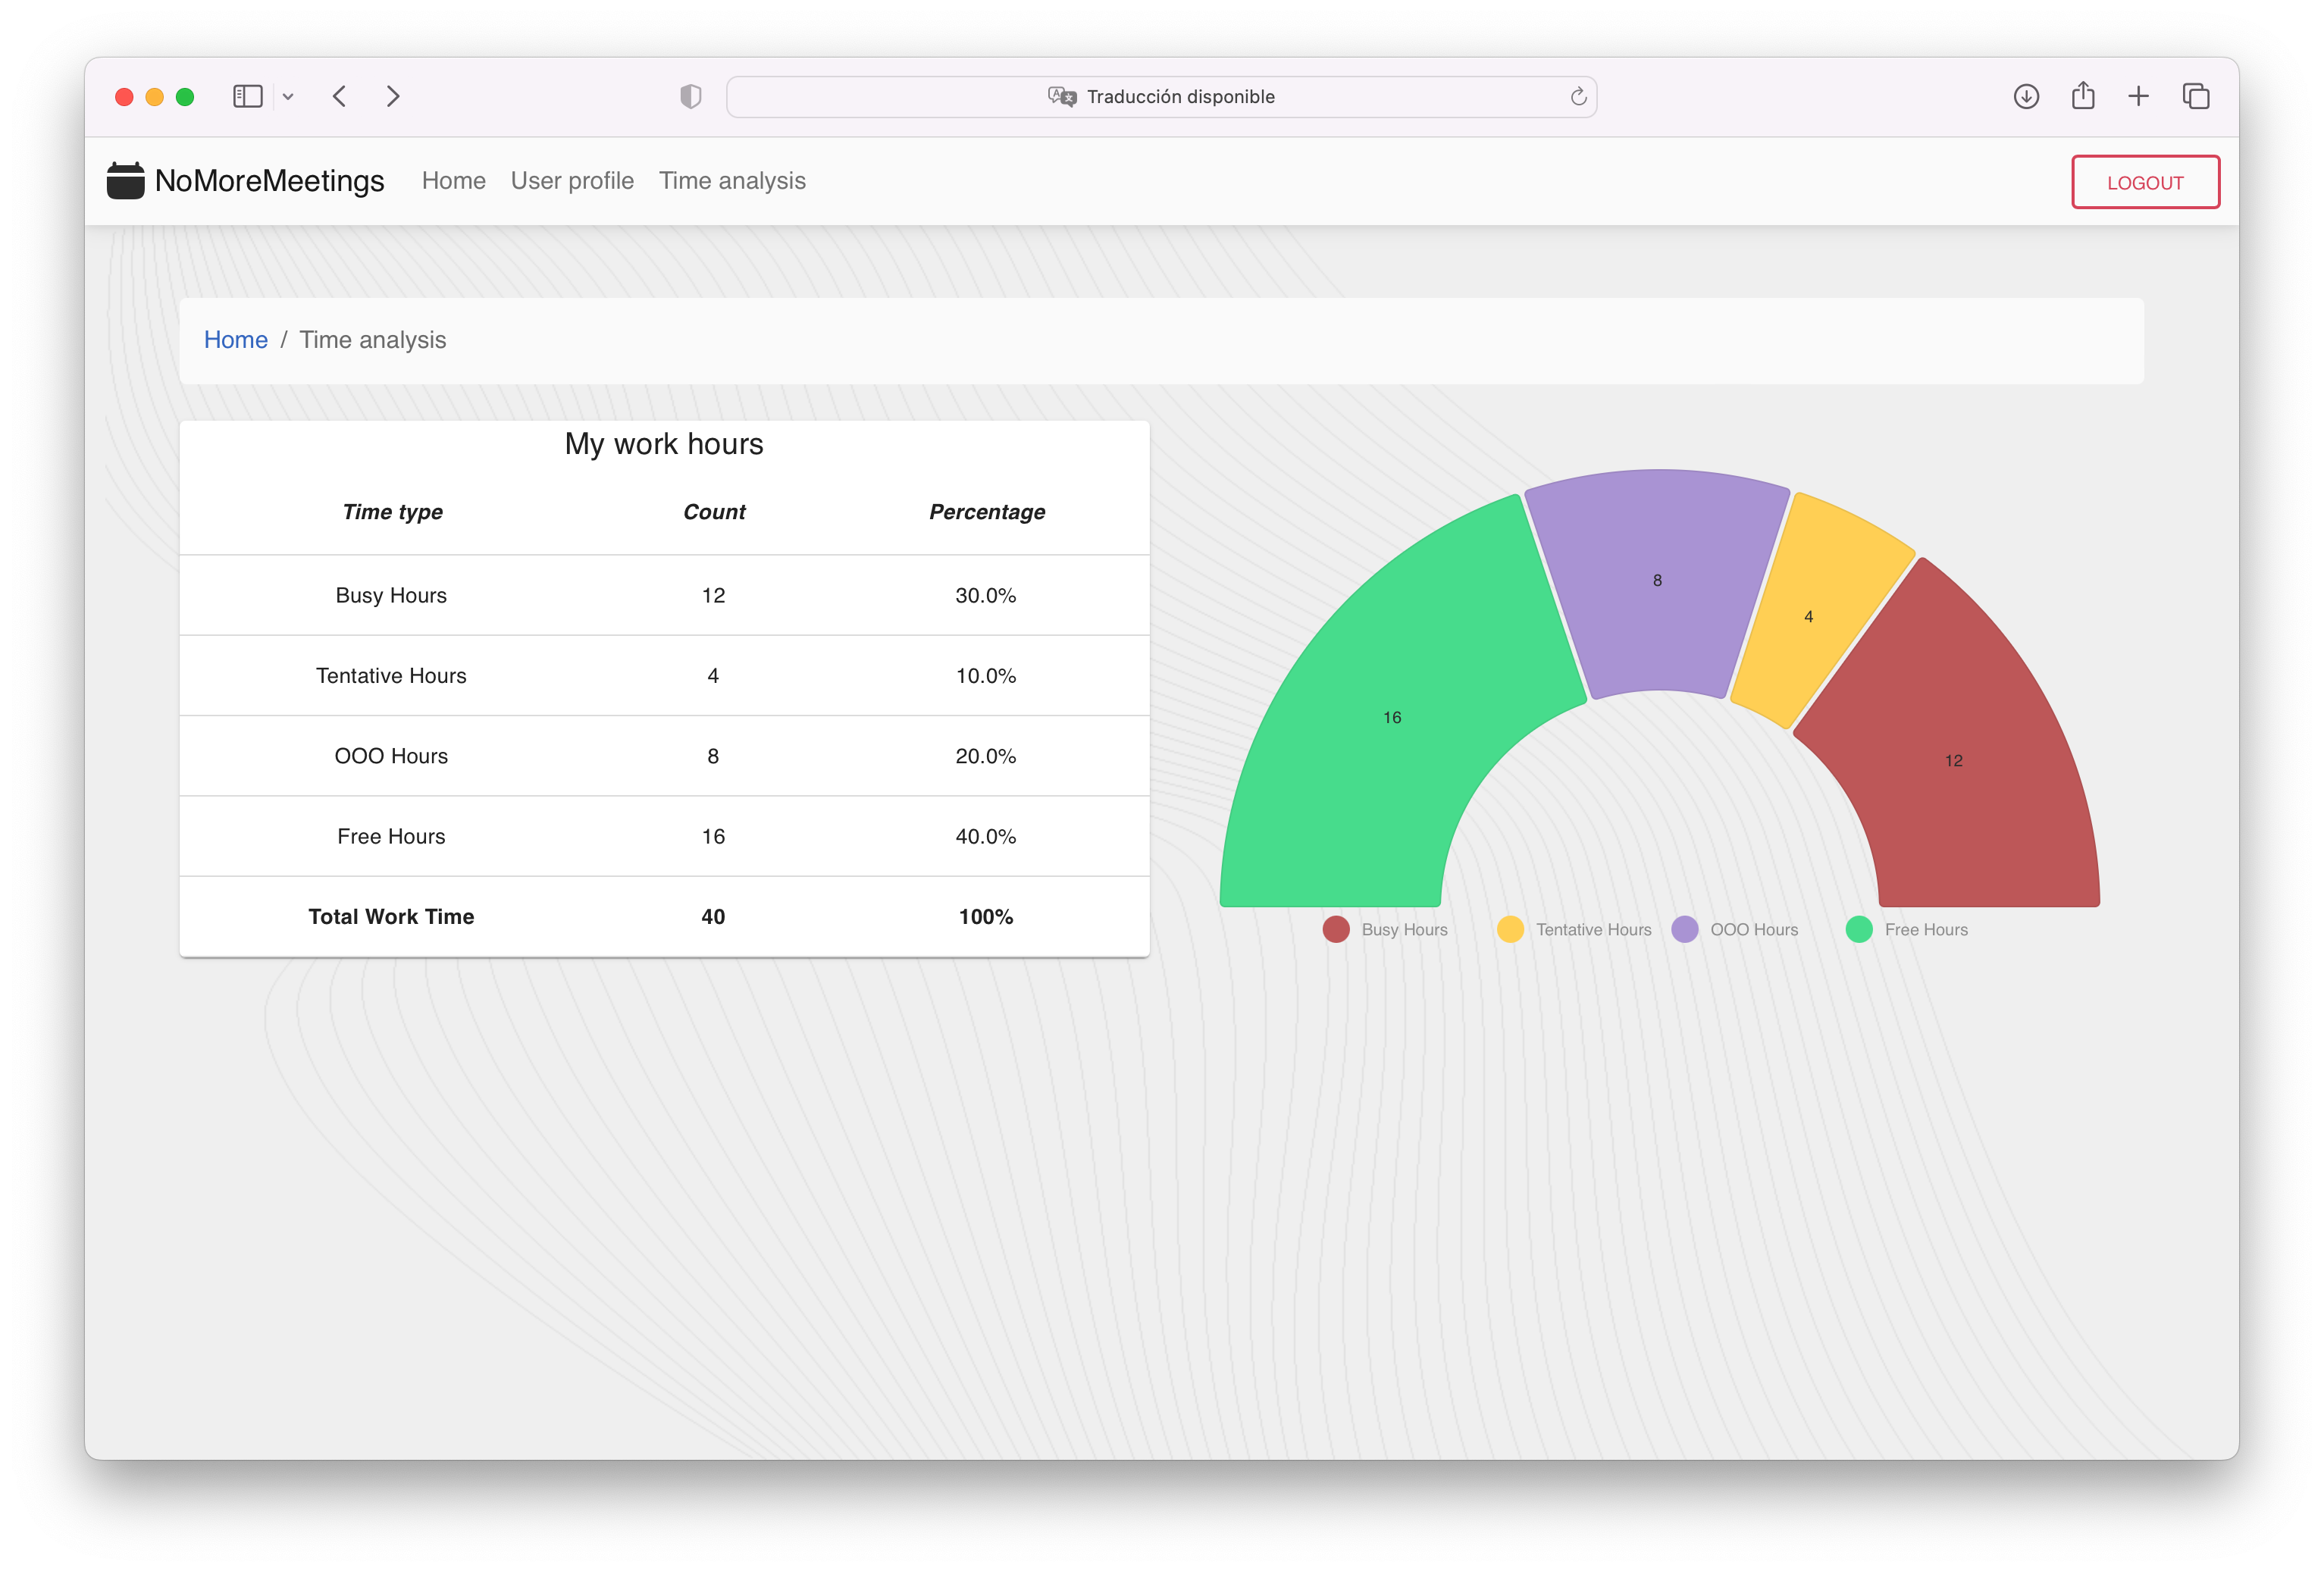 Traducción disponible
NoMoreMeetings Home User profile Time analysis LOGOUT
Home / Time analysis
My work hours
Time type Count Percentage
Busy Hours 12 30.0%
Tentative Hours 4 10.0%
OOO Hours 8 20.0%
Free Hours 16 40.0%
Total Work Time 40 100%
8
4
16
12
Busy Hours Tentative Hours OOO Hours Free Hours